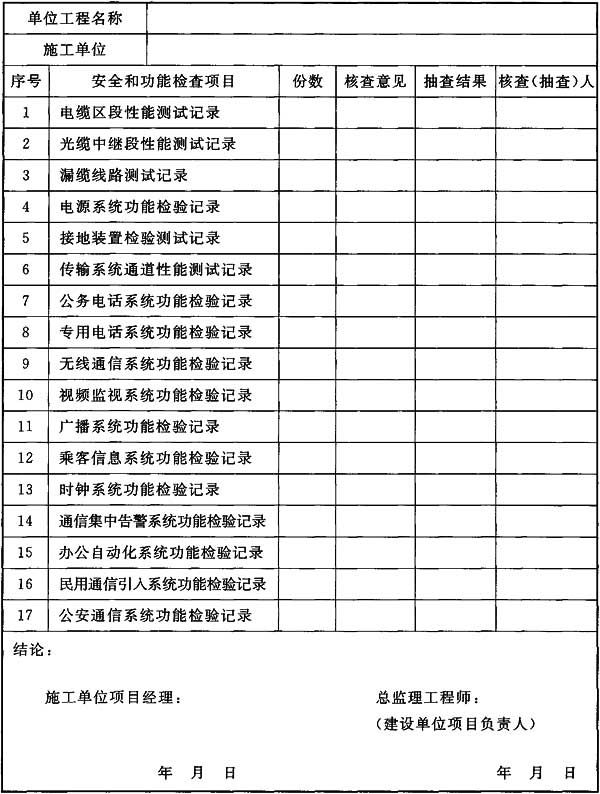 单位工程名称
施工单位
序号 安全和功能检查项目 份数 核查意见 抽查结果 核查(抽查)人
1 电缆区段性能测试记录
2 光缆中继段性能测试记录
3 漏缆线路测试记录
4 电源系统功能检验记录
5 接地装置检验测试记录
6 传输系统通道性能测试记录
7 公务电话系统功能检验记录
8 专用电话系统功能检验记录
9 无线通信系统功能检验记录
10 视频监视系统功能检验记录
11 广播系统功能检验记录
12 乘客信息系统功能检验记录
13 时钟系统功能检验记录
14 通信集中告警系统功能检验记录
15 办公自动化系统功能检验记录
16 民用通信引入系统功能检验记录
17 公安通信系统功能检验记录
结论：
施工单位项目经理： 总监理工程师：
（建设单位项目负责人）
年 月 日 年 月 日